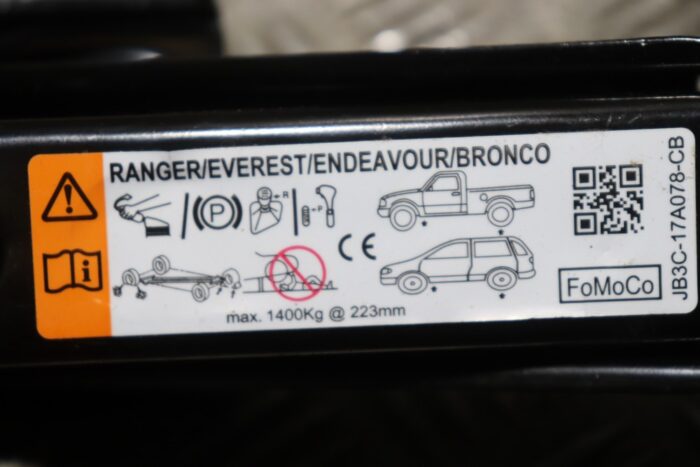 RANGER/EVEREST/ENDEAVOUR/BRONCO
P
R
P
CE
max. 1400Kg @ 223mm
FoMoCo
JB3C-17A078-CB